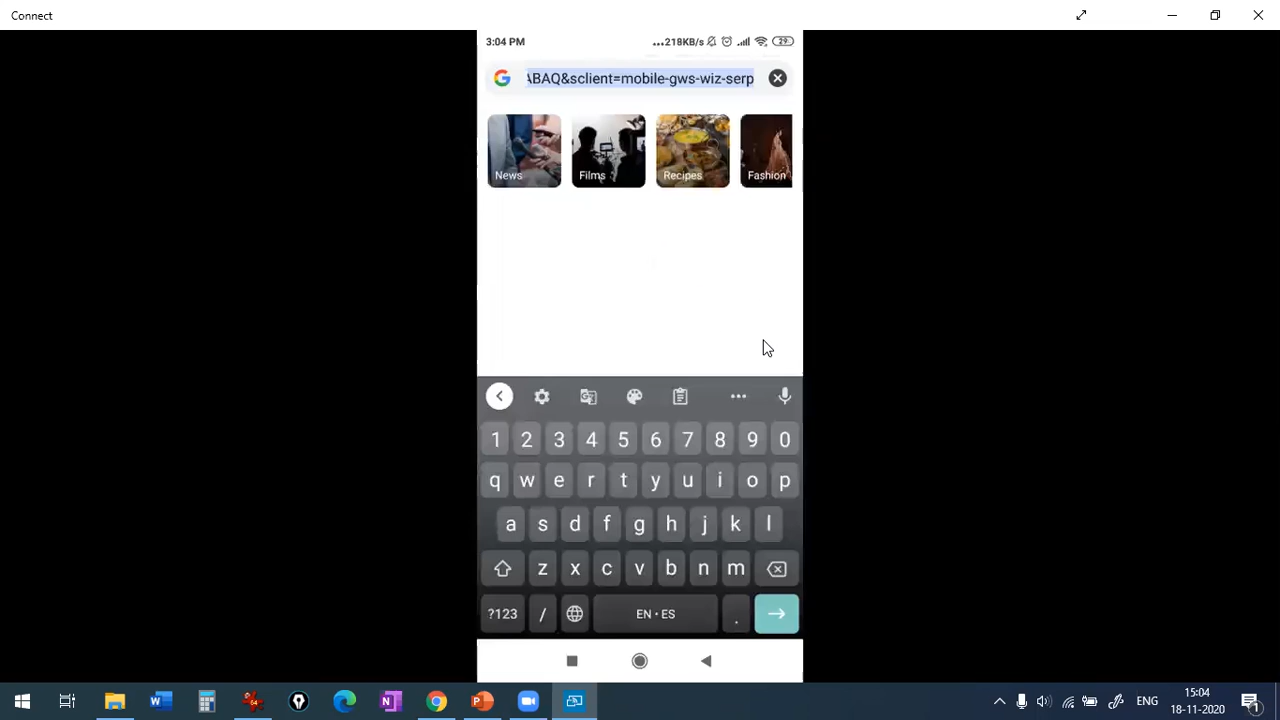 Connect
3:04 PM
...218KB/s
29
ABAQ&sclient=mobile-gws-wiz-serp
News
Films
Recipes
Fashion
1 2 3 4 5 6 7 8 9 0
q w e r t y u i o p
a s d f g h j k l
z x c v b n m
?123 / EN • ES .
ENG
15:04
18-11-2020
1